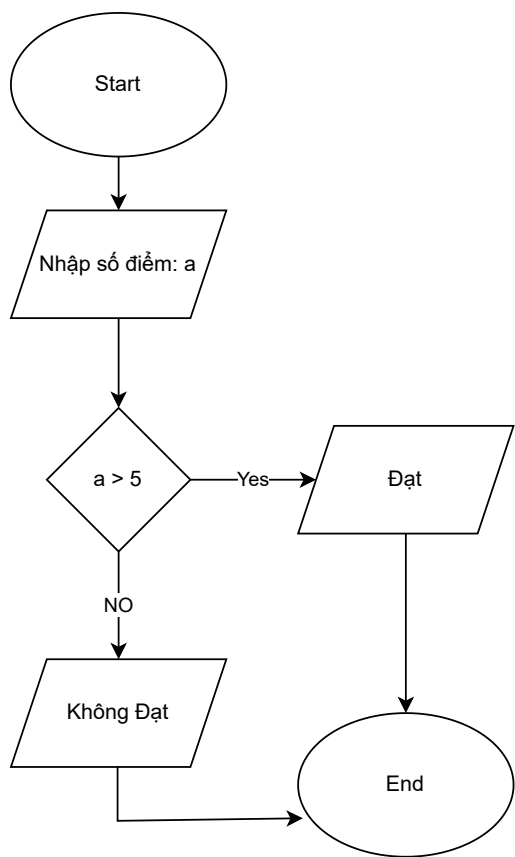 Start
Nhập số điểm: a
a > 5
Yes
Đạt
NO
Không Đạt
End